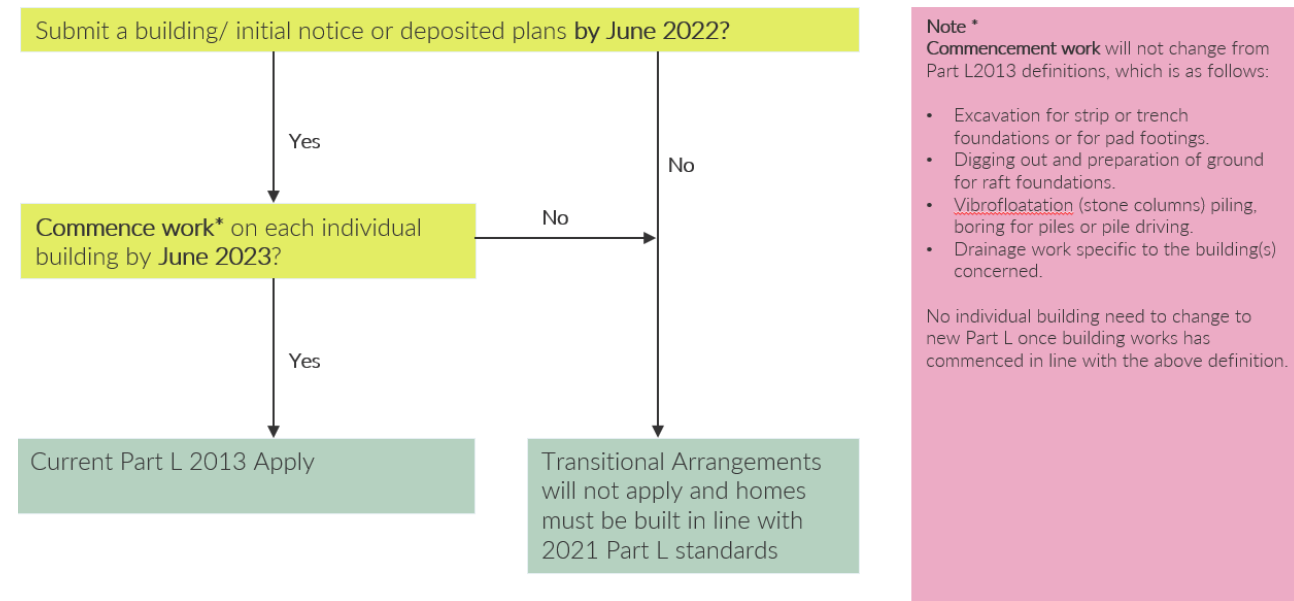 Submit a building/ initial notice or deposited plans by June 2022?
Yes
No
Commence work* on each individual
building by June 2023?
No
Yes
Current Part L 2013 Apply
Transitional Arrangements
will not apply and homes
must be built in line with
2021 Part L standards
Note *
Commencement work will not change from
Part L2013 definitions, which is as follows:
• Excavation for strip or trench
foundations or for pad footings.
• Digging out and preparation of ground
for raft foundations.
• Vibrofloatation (stone columns) piling,
boring for piles or pile driving.
• Drainage work specific to the building(s)
concerned.
No individual building need to change to
new Part L once building works has
commenced in line with the above definition.